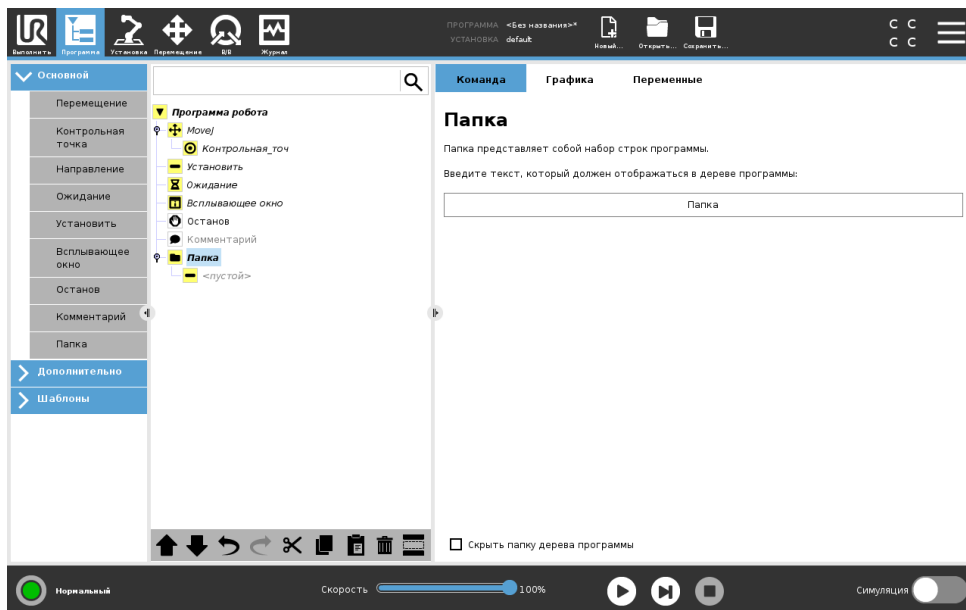 ПРОГРАММА <Без названия>*
УСТАНОВКА default
Выполнить
Программа
Установка
Перемещение
В/В
Журнал
Новый...
Открыть...
Сохранить...
C C
C C
Основной
Перемещение
Контрольная
точка
Направление
Ожидание
Установить
Всплывающее
окно
Останов
Комментарий
Папка
Дополнительно
Шаблоны
Программа робота
MoveJ
Контрольная_точ
Установить
Ожидание
Всплывающее окно
Останов
Комментарий
Папка
<пустой>
Команда
Графика
Переменные
Папка
Папка представляет собой набор строк программы.
Введите текст, который должен отображаться в дереве программы:
Папка
Скрыть папку дерева программы
Нормальный
Скорость
100%
Симуляция